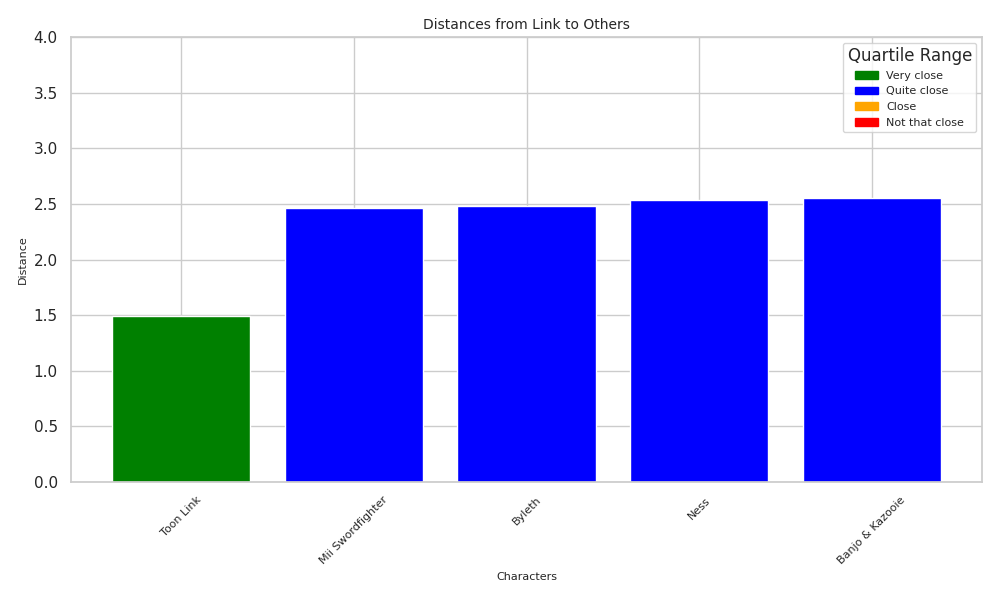 Distances from Link to Others
4.0
3.5
3.0
2.5
2.0
1.5
1.0
0.5
0.0
Distance
Quartile Range
Very close
Quite close
Close
Not that close
Toon Link
Mii Swordfighter
Byleth
Ness
Banjo & Kazooie
Characters